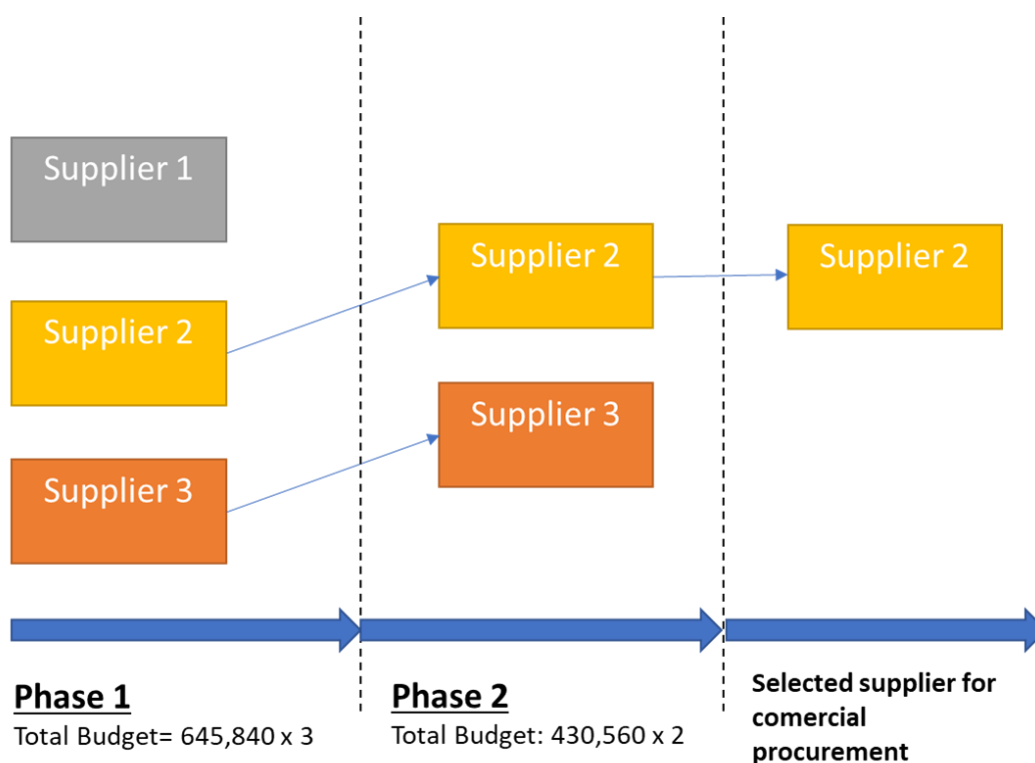 Supplier 1
Supplier 2
Supplier 3
Supplier 2
Supplier 3
Supplier 2
Phase 1
Total Budget= 645,840 x 3
Phase 2
Total Budget: 430,560 x 2
Selected supplier for
comercial
procurement